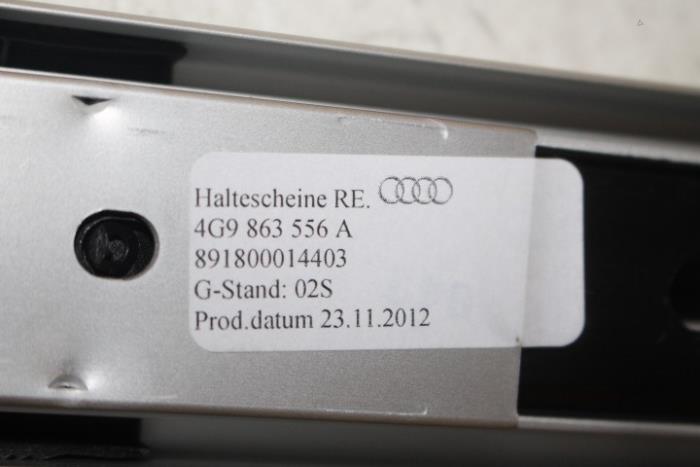 Haltescheine RE.
4G9 863 556 A
891800014403
G-Stand: 02S
Prod.datum 23.11.2012